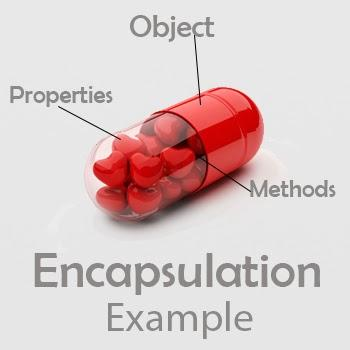 Object
Properties
Methods
Encapsulation
Example